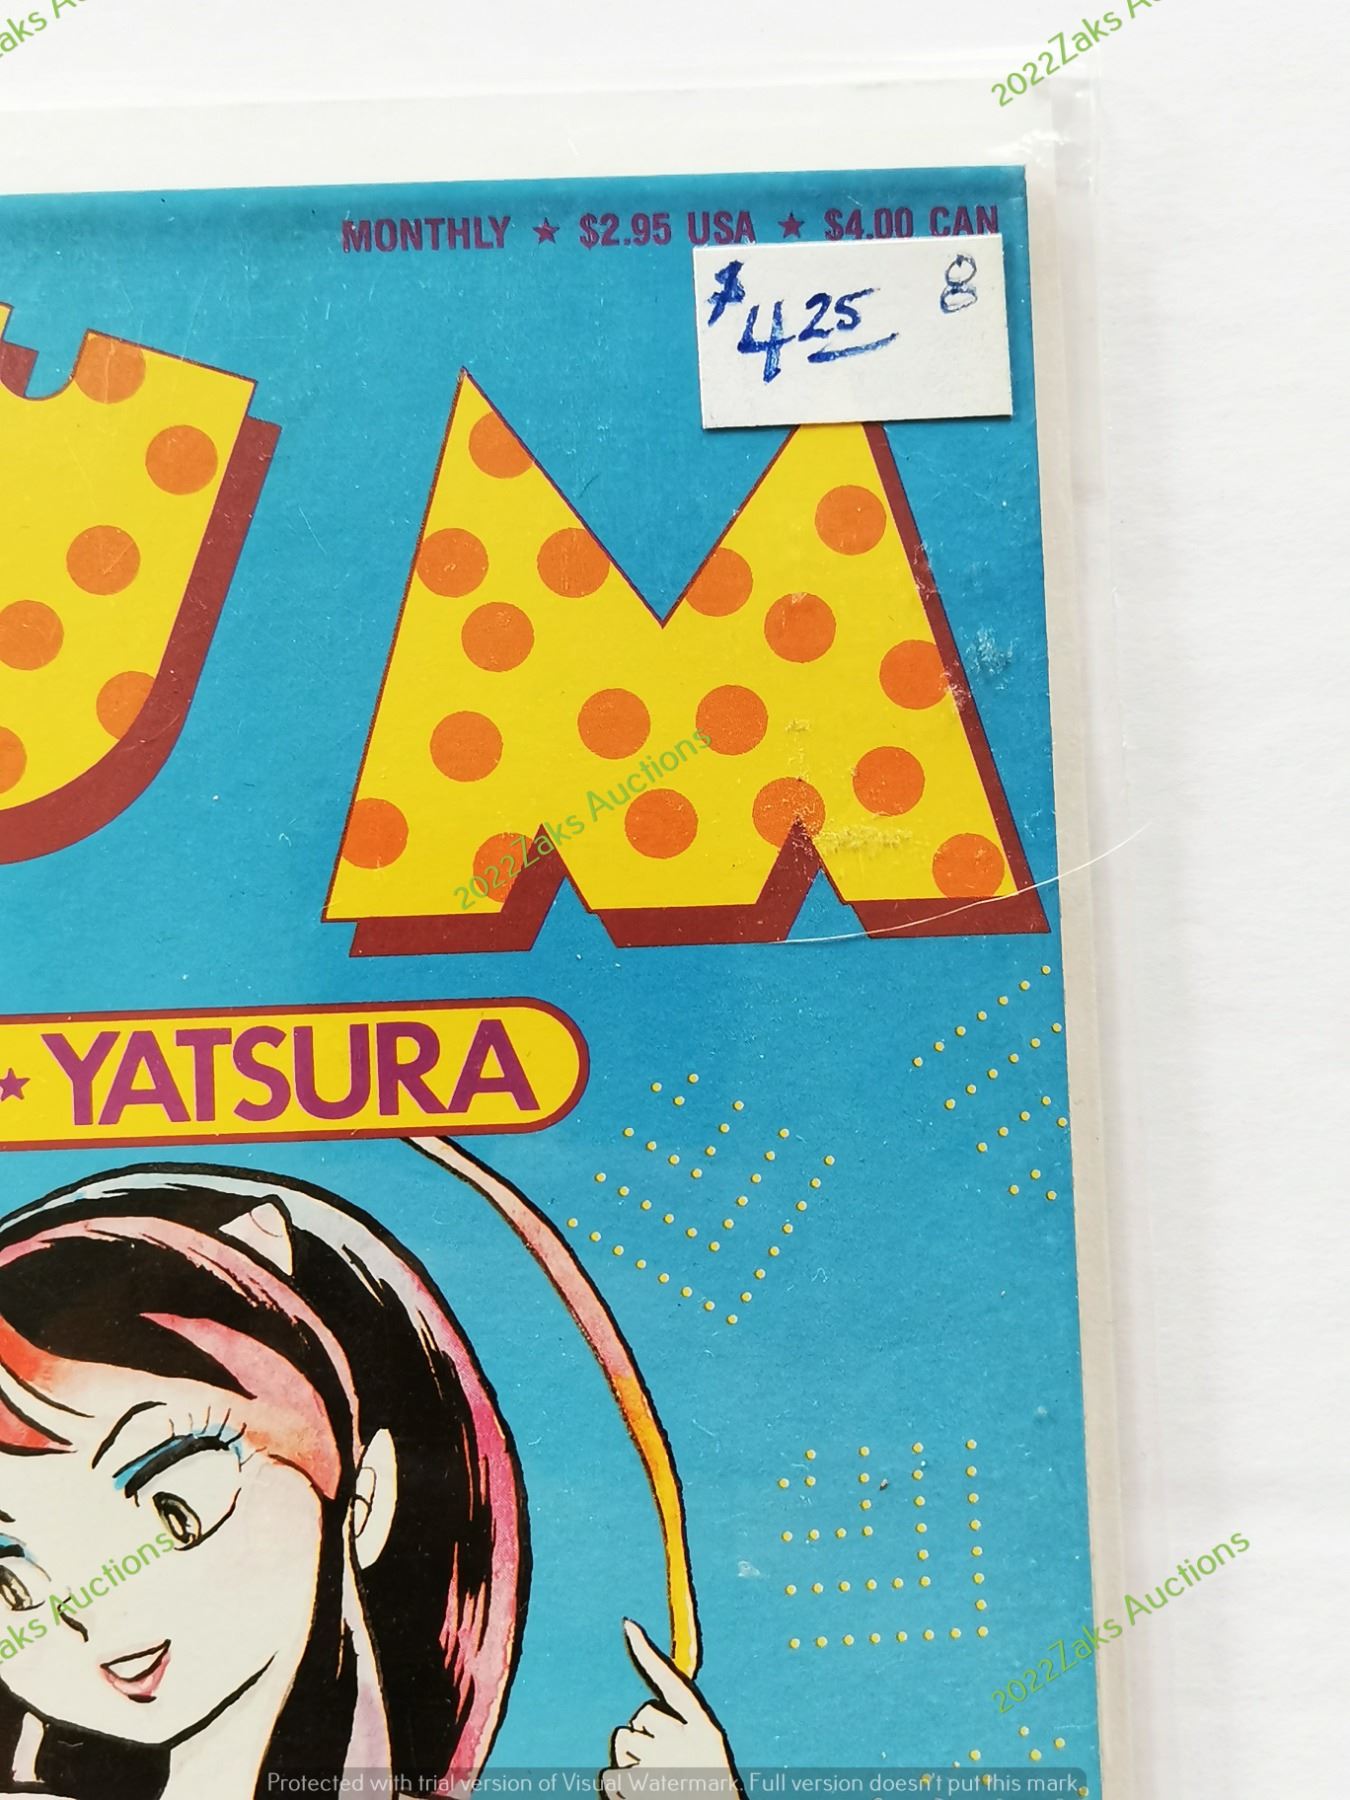 2022Zaks A
aks A
MONTHLY ★ $2.95 USA ★ $4.00 CAN
$4 25 8
UM
2022Zaks Auctions
★ YATSURA
aks Auctions
2022Zaks Auctions
Protected with trial version of Visual Watermark. Full version doesn't put this mark.